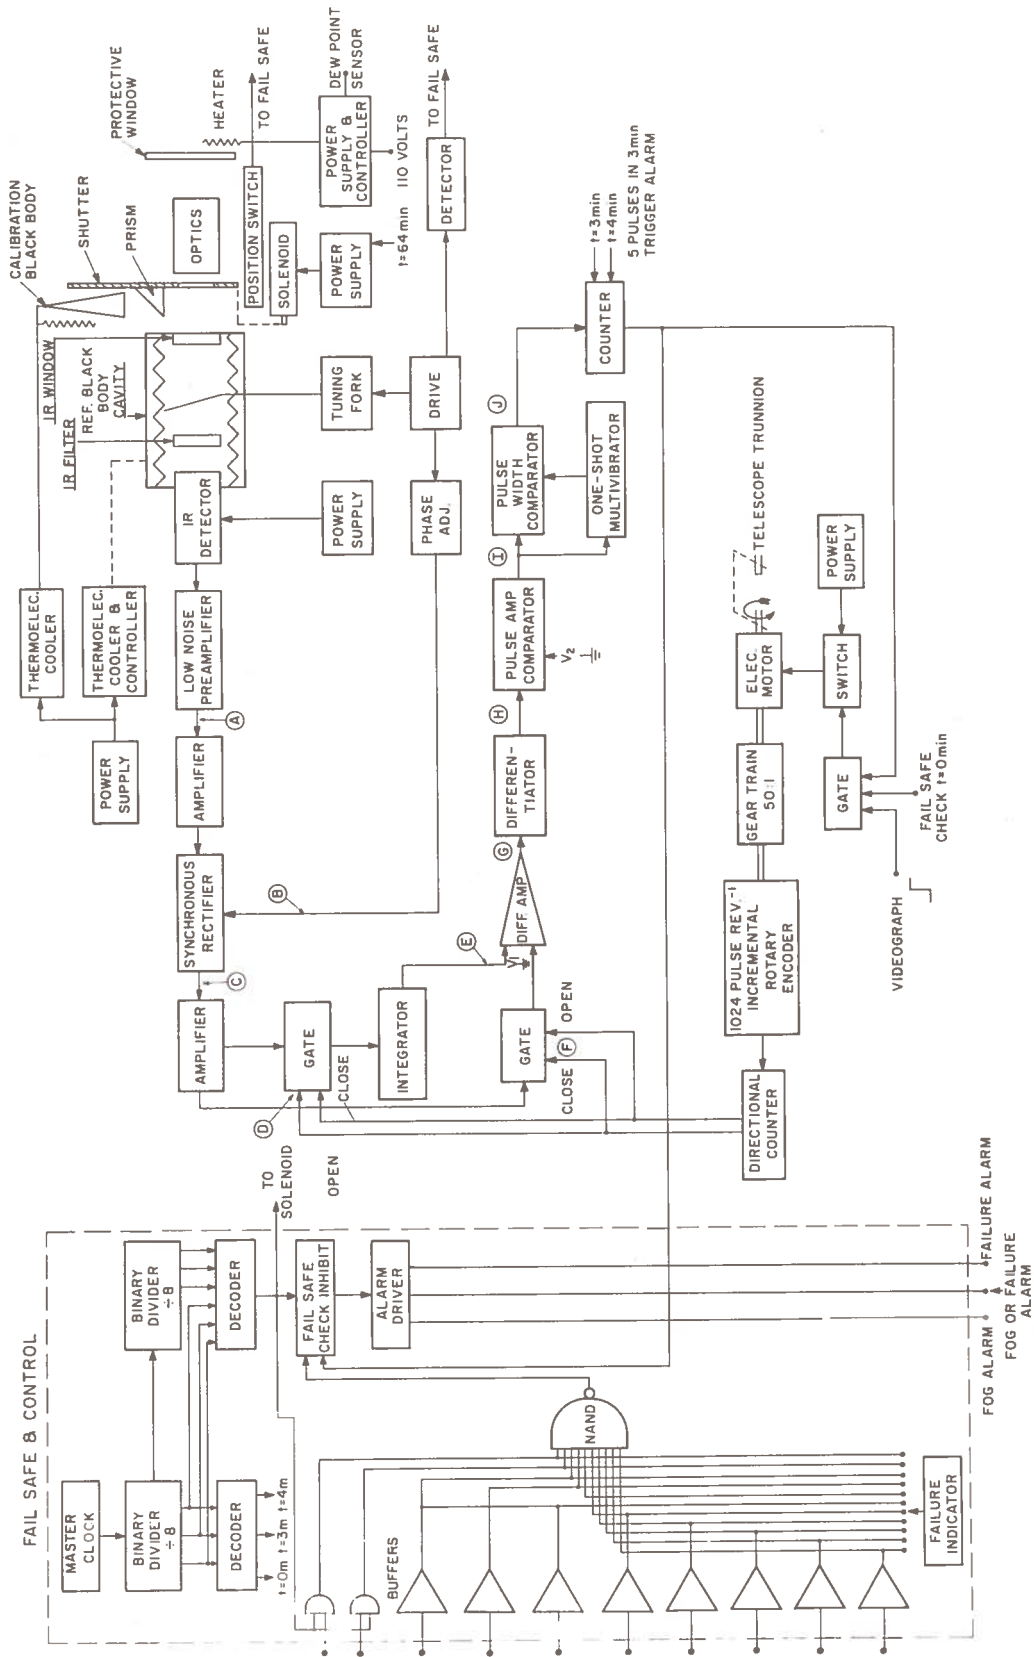 FAIL SAFE & CONTROL
MASTER
CLOCK
BINARY
DIVIDER
÷8
BINARY
DIVIDER
÷8
DECODER
DECODER
t=0m t=3m t=4m
TO
SOLENOID
OPEN
FAIL SAFE
CHECK INHIBIT
ALARM
DRIVER
NAND
BUFFERS
FAILURE
INDICATOR
FOG ALARM
FOG OR FAILURE
ALARM
FAILURE ALARM
POWER
SUPPLY
THERMOELEC.
COOLER
THERMOELEC.
COOLER &
CONTROLLER
IR FILTER
IR WINDOW
REF. BLACK
BODY
CAVITY
CALIBRATION
BLACK BODY
SHUTTER
PRISM
PROTECTIVE
WINDOW
HEATER
OPTICS
POSITION SWITCH
TO FAIL SAFE
SOLENOID
POWER
SUPPLY
t=64min
POWER
SUPPLY &
CONTROLLER
DEW POINT
SENSOR
110 VOLTS
DETECTOR
TO FAIL SAFE
AMPLIFIER
C
SYNCHRONOUS
RECTIFIER
AMPLIFIER
A
LOW NOISE
PREAMPLIFIER
IR
DETECTOR
POWER
SUPPLY
TUNING
FORK
DRIVE
PHASE
ADJ.
B
D
GATE
CLOSE
INTEGRATOR
E
V1
DIFF. AMP
GATE
OPEN
CLOSE
F
G
DIFFEREN-
TIATOR
H
PULSE AMP
COMPARATOR
V2
I
PULSE
WIDTH
COMPARATOR
J
ONE-SHOT
MULTIVIBRATOR
COUNTER
t=3min
t=4min
5 PULSES IN 3min
TRIGGER ALARM
DIRECTIONAL
COUNTER
1024 PULSE REV.-1
INCREMENTAL
ROTARY
ENCODER
GEAR TRAIN
50:1
ELEC.
MOTOR
TELESCOPE TRUNNION
GATE
SWITCH
POWER
SUPPLY
VIDEOGRAPH
FAIL SAFE
CHECK t=0min